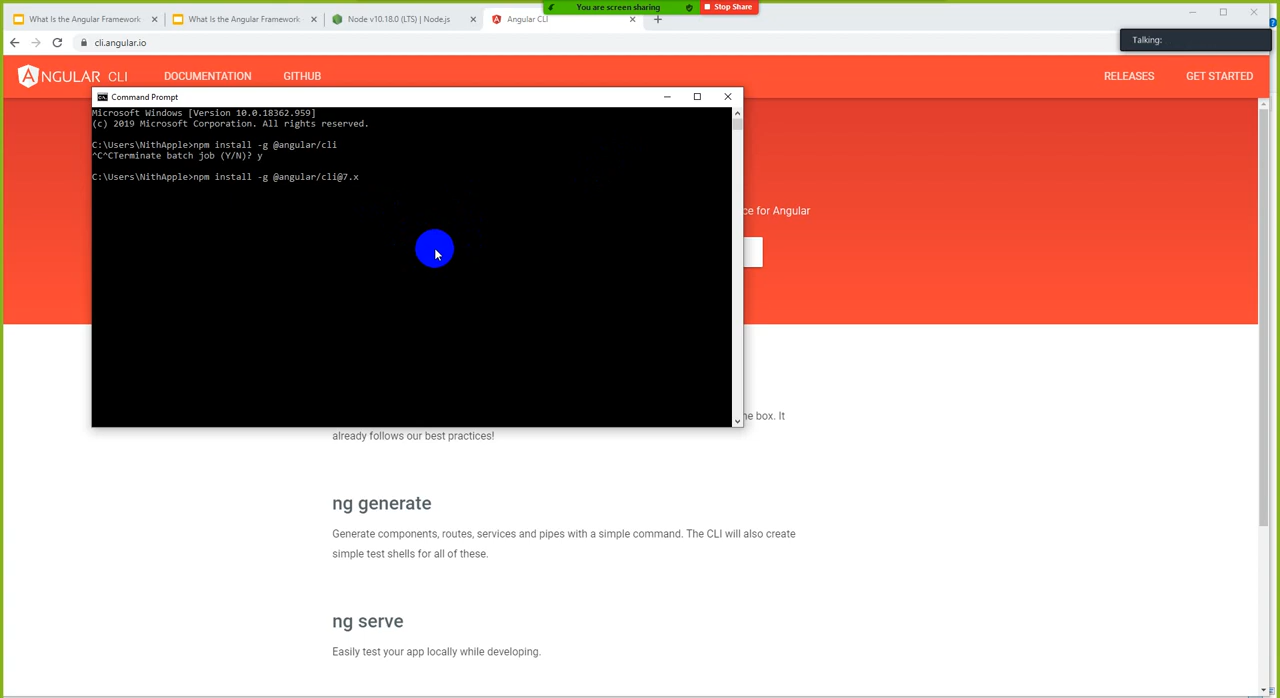 What Is the Angular Framework
What Is the Angular Framework
Node v10.18.0 (LTS) | Node.js
Angular CLI
You are screen sharing
Stop Share
cli.angular.io
Talking:
ANGULAR CLI
DOCUMENTATION
GITHUB
RELEASES
GET STARTED
Command Prompt
Microsoft Windows [Version 10.0.18362.959]
(c) 2019 Microsoft Corporation. All rights reserved.
C:\Users\NithApple>npm install -g @angular/cli
^C^CTerminate batch job (Y/N)? y
C:\Users\NithApple>npm install -g @angular/cli@7.x
ce for Angular
he box. It
already follows our best practices!
ng generate
Generate components, routes, services and pipes with a simple command. The CLI will also create
simple test shells for all of these.
ng serve
Easily test your app locally while developing.